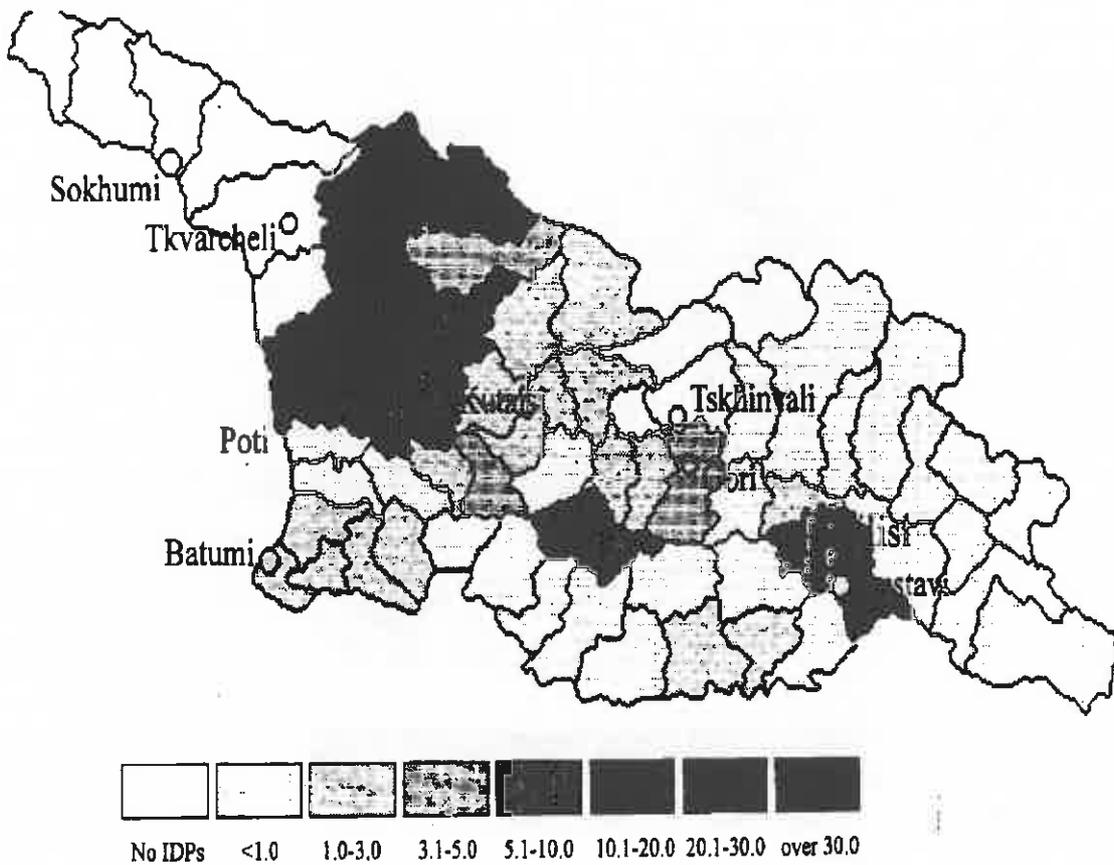 Sokhumi
Tkvarcheli
Tskhinvali
Poti
Batumi
No IDPs <1.0 1.0-3.0 3.1-5.0 5.1-10.0 10.1-20.0 20.1-30.0 over 30.0